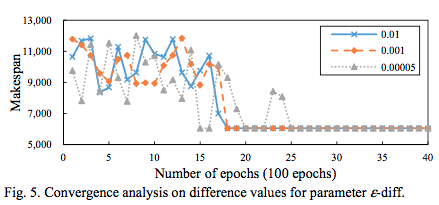 13,000
11,000
9,000
7,000
5,000
Makespan
0.01
0.001
0.00005
0 5 10 15 20 25 30 35 40
Number of epochs (100 epochs)
Fig. 5. Convergence analysis on difference values for parameter ε-diff.